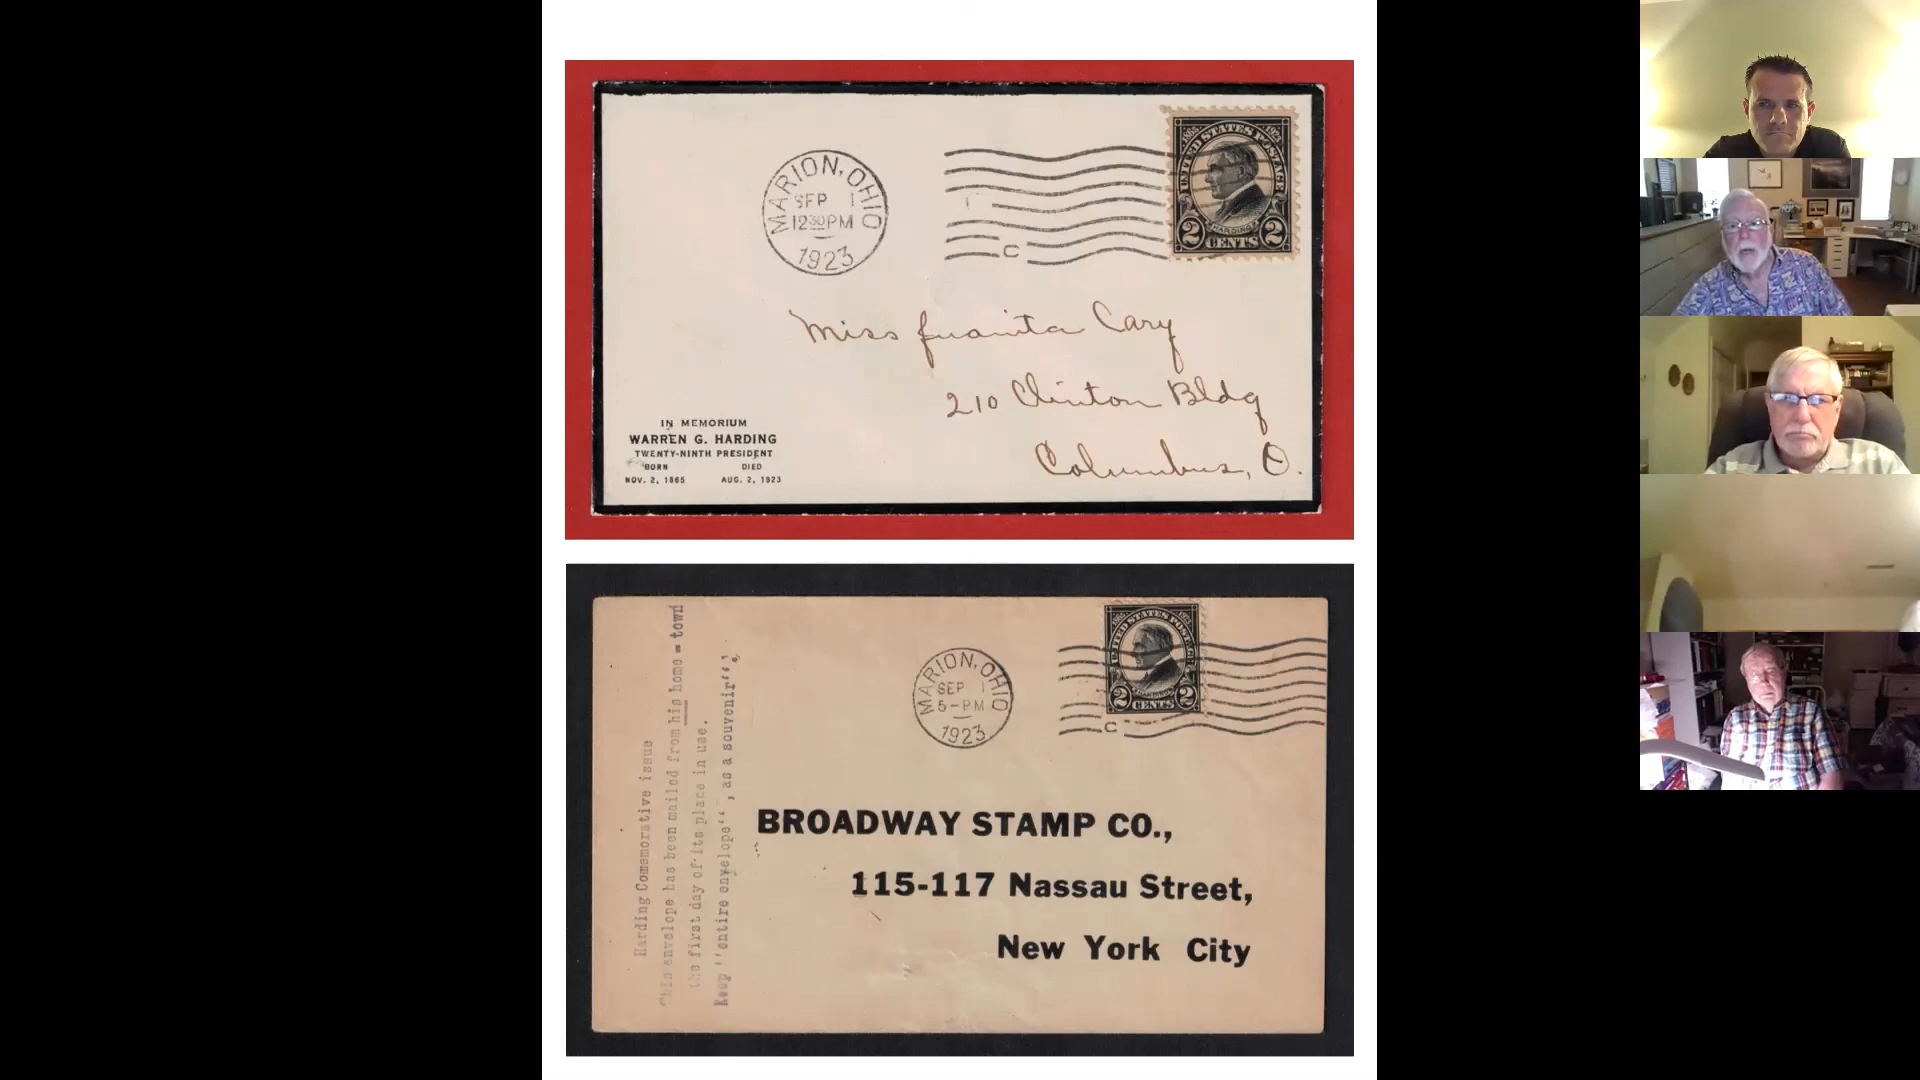 MARION, OHIO
SEP 1
12 30 PM
1923
C
UNITED STATES POSTAGE
1865 1923
HARDING
2 CENTS 2
Miss Juanita Cary
210 Clinton Bldg
Columbus, O.
IN MEMORIUM
WARREN G. HARDING
TWENTY-NINTH PRESIDENT
BORN DIED
NOV. 2, 1865 AUG. 2, 1923
MARION, OHIO
SEP 1
5-PM
1923
C
UNITED STATES POSTAGE
2 CENTS 2
Harding Comemorative issue
This envelope has been mailed from his home-town
the first day of its place in use.
Keep ''entire envelope'', as a souvenir''.
BROADWAY STAMP CO.,
115-117 Nassau Street,
New York City